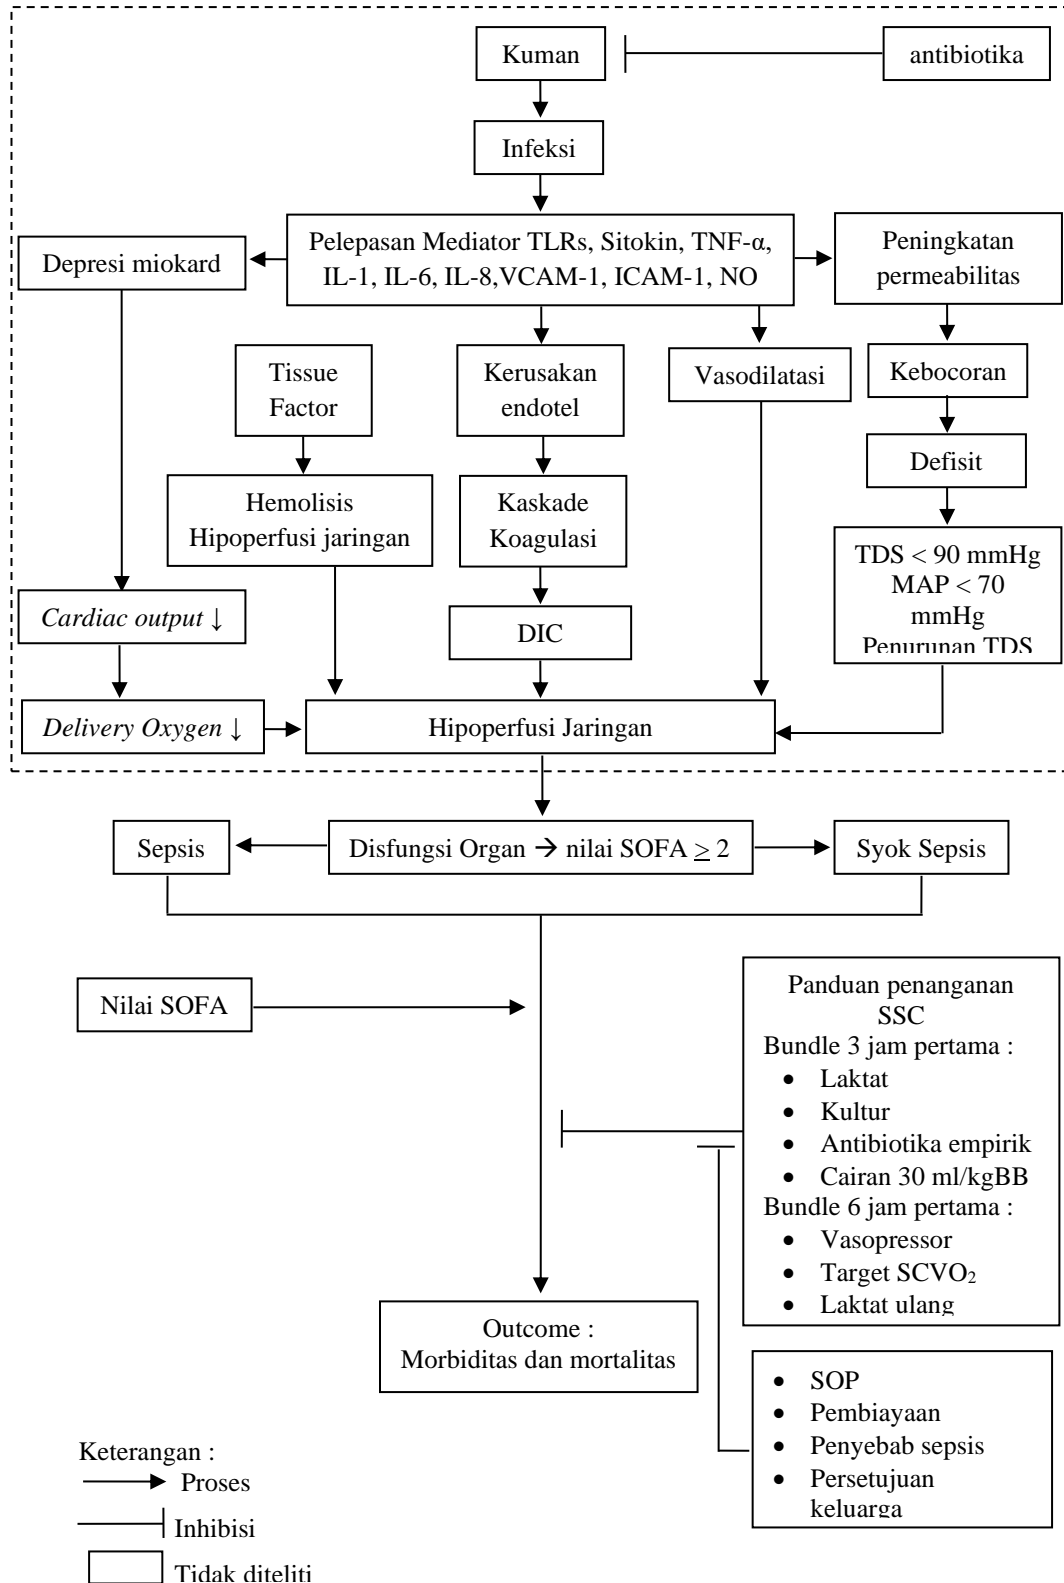 Kuman
antibiotika
Infeksi
Pelepasan Mediator TLRs, Sitokin, TNF-α,
IL-1, IL-6, IL-8,VCAM-1, ICAM-1, NO
Depresi miokard
Peningkatan
permeabilitas
Tissue
Factor
Kerusakan
endotel
Vasodilatasi
Kebocoran
Defisit
Hemolisis
Hipoperfusi jaringan
Kaskade
Koagulasi
TDS < 90 mmHg
MAP < 70
mmHg
Penurunan TDS
Cardiac output ↓
DIC
Delivery Oxygen ↓
Hipoperfusi Jaringan
Sepsis
Disfungsi Organ → nilai SOFA ≥ 2
Syok Sepsis
Nilai SOFA
Panduan penanganan
SSC
Bundle 3 jam pertama :
• Laktat
• Kultur
• Antibiotika empirik
• Cairan 30 ml/kgBB
Bundle 6 jam pertama :
• Vasopressor
• Target SCVO₂
• Laktat ulang
Outcome :
Morbiditas dan mortalitas
• SOP
• Pembiayaan
• Penyebab sepsis
• Persetujuan
keluarga
Keterangan :
Proses
Inhibisi
Tidak diteliti